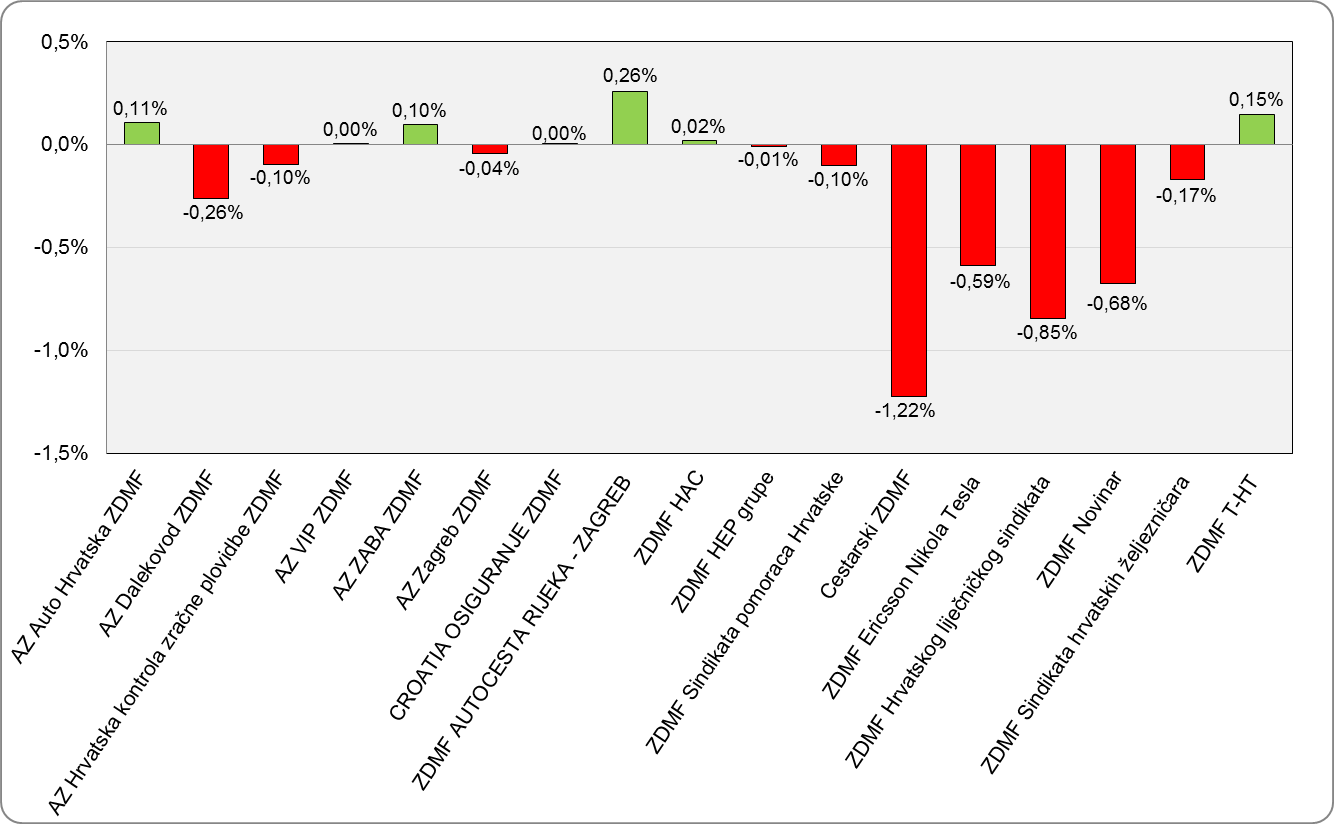 0,5%
0,0%
-0,5%
-1,0%
-1,5%
0,11%
-0,26%
-0,10%
0,00%
0,10%
-0,04%
0,00%
0,26%
0,02%
-0,01%
-0,10%
-1,22%
-0,59%
-0,85%
-0,68%
-0,17%
0,15%
AZ Auto Hrvatska ZDMF
AZ Dalekovod ZDMF
AZ Hrvatska kontrola zračne plovidbe ZDMF
AZ VIP ZDMF
AZ ZABA ZDMF
AZ Zagreb ZDMF
CROATIA OSIGURANJE ZDMF
ZDMF AUTOCESTA RIJEKA - ZAGREB
ZDMF HAC
ZDMF HEP grupe
ZDMF Sindikata pomoraca Hrvatske
Cestarski ZDMF
ZDMF Ericsson Nikola Tesla
ZDMF Hrvatskog liječničkog sindikata
ZDMF Novinar
ZDMF Sindikata hrvatskih željezničara
ZDMF T-HT